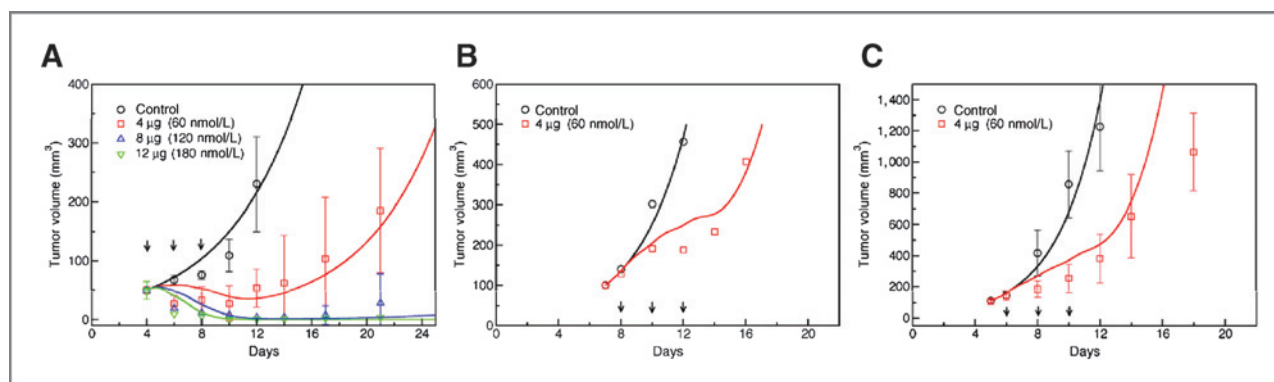 A
Tumor volume (mm3)
400
300
200
100
0
Control
4 µg (60 nmol/L)
8 µg (120 nmol/L)
12 µg (180 nmol/L)
0 4 8 12 16 20 24
Days
B
Tumor volume (mm3)
600
500
400
300
200
100
0
Control
4 µg (60 nmol/L)
0 4 8 12 16 20
Days
C
Tumor volume (mm3)
1,400
1,200
1,000
800
600
400
200
0
Control
4 µg (60 nmol/L)
0 4 8 12 16 20
Days